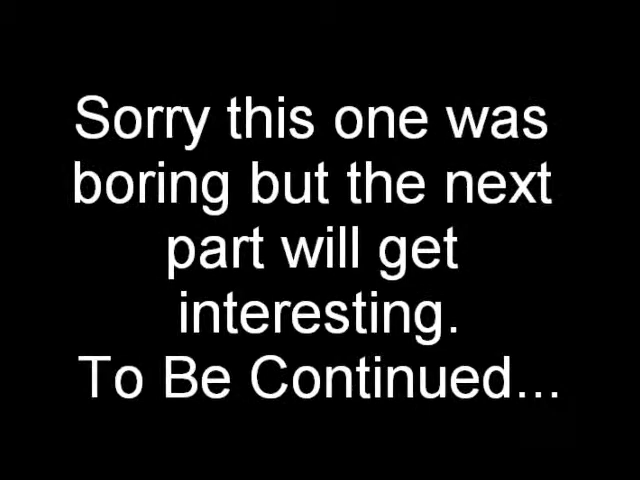 Sorry this one was
boring but the next
part will get
interesting.
To Be Continued...